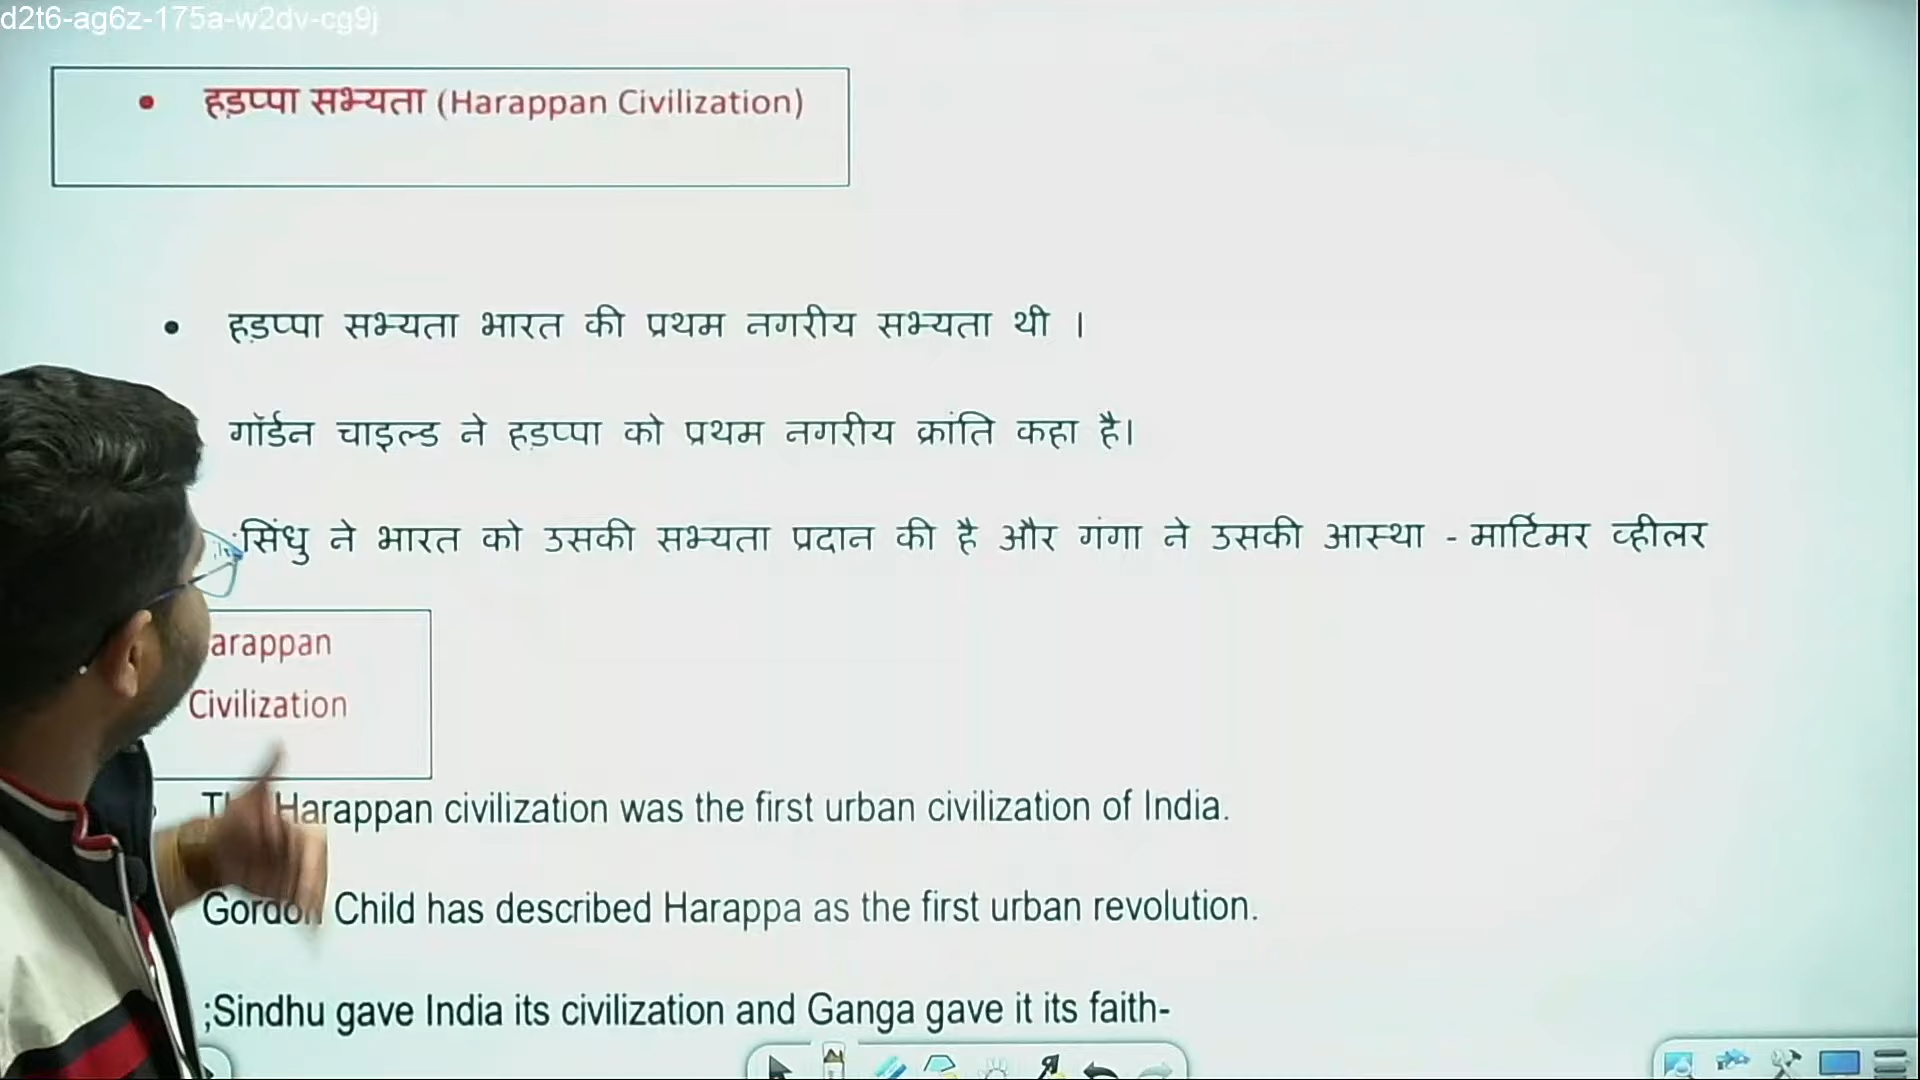 d2t6-ag6z-175a-w2dv-cg9j
• हड़प्पा सभ्यता (Harappan Civilization)
• हड़प्पा सभ्यता भारत की प्रथम नगरीय सभ्यता थी ।
गॉर्डन चाइल्ड ने हड़प्पा को प्रथम नगरीय क्रांति कहा है।
सिंधु ने भारत को उसकी सभ्यता प्रदान की है और गंगा ने उसकी आस्था - मार्टिमर व्हीलर
arappan
Civilization
Harappan civilization was the first urban civilization of India.
Gordon Child has described Harappa as the first urban revolution.
;Sindhu gave India its civilization and Ganga gave it its faith-